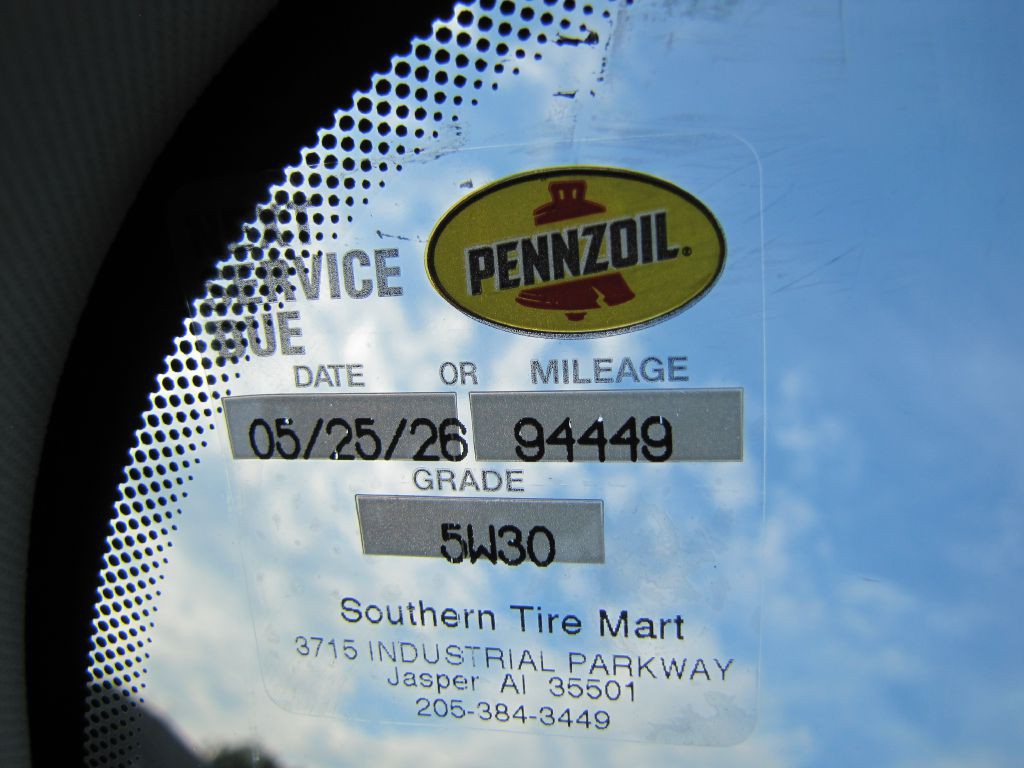 NEXT
SERVICE
DUE
PENNZOIL®
DATE OR MILEAGE
05/25/26 94449
GRADE
5W30
Southern Tire Mart
3715 INDUSTRIAL PARKWAY
Jasper Al 35501
205-384-3449